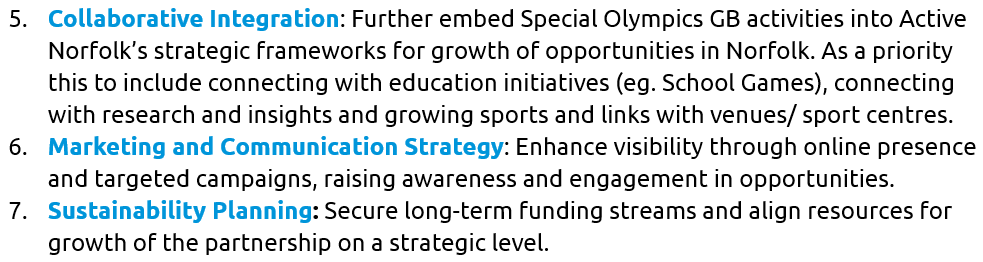 5. Collaborative Integration: Further embed Special Olympics GB activities into Active
Norfolk’s strategic frameworks for growth of opportunities in Norfolk. As a priority
this to include connecting with education initiatives (eg. School Games), connecting
with research and insights and growing sports and links with venues/ sport centres.
6. Marketing and Communication Strategy: Enhance visibility through online presence
and targeted campaigns, raising awareness and engagement in opportunities.
7. Sustainability Planning: Secure long-term funding streams and align resources for
growth of the partnership on a strategic level.